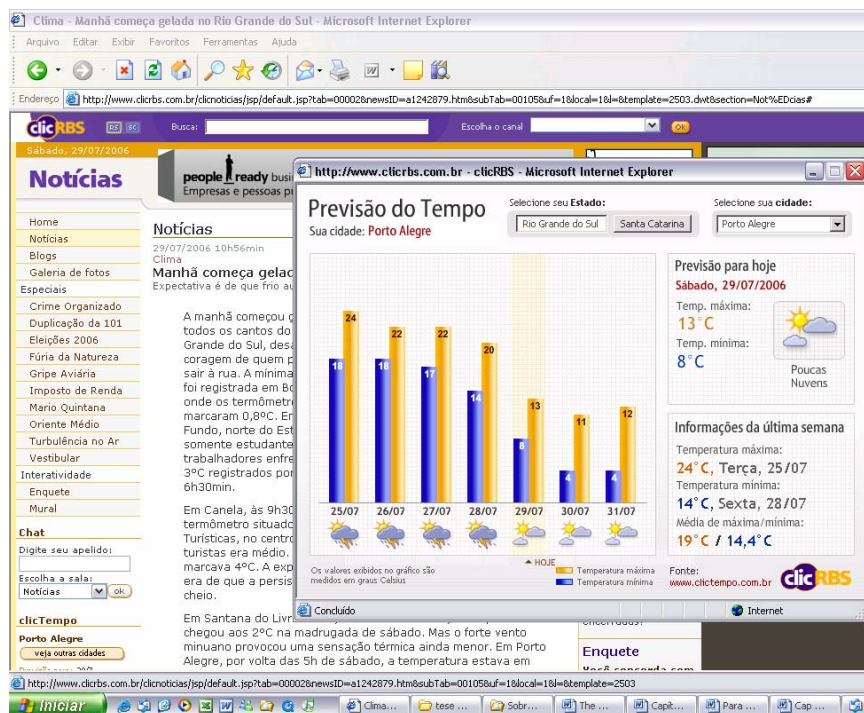 Clima - Manhã começa gelada no Rio Grande do Sul - Microsoft Internet Explorer
Arquivo Editar Exibir Favoritos Ferramentas Ajuda
Endereço http://www.clicrbs.com.br/clicnoticias/jsp/default.jsp?tab=00002&newsID=a1242879.htm&subTab=00105&uf=1&local=1&l=&template=2503.dwt&section=Not%EDcias#
clicRBS RS SC Busca: Escolha o canal ok
Sábado, 29/07/2006
Notícias
people ready busi
Empresas e pessoas pr
Home
Notícias
Blogs
Galeria de fotos
Especiais
Crime Organizado
Duplicação da 101
Eleições 2006
Fúria da Natureza
Gripe Aviária
Imposto de Renda
Mario Quintana
Oriente Médio
Turbulência no Ar
Vestibular
Interatividade
Enquete
Mural
Chat
Digite seu apelido:
Escolha a sala:
Notícias ok
clicTempo
Porto Alegre
veja outras cidades
Notícias
29/07/2006 10h56min
Clima
Manhã começa gelad
Expectativa é de que frio au
A manhã começou g
todos os cantos do
Grande do Sul, desa
coragem de quem p
sair à rua. A mínima
foi registrada em Bo
onde os termômetr
marcaram 0,8ºC. Em
Fundo, norte do Est
somente estudante
trabalhadores enfre
3ºC registrados por
6h30min.
Em Canela, às 9h30
termômetro situado
Turísticas, no centro
turistas era médio.
marcava 4ºC. A exp
era de que a persis
cheio.
Em Santana do Livr
chegou aos 2ºC na madrugada de sábado. Mas o forte vento
minuano provocou uma sensação térmica ainda menor. Em Porto
Alegre, por volta das 5h de sábado, a temperatura estava em
http://www.clicrbs.com.br - clicRBS - Microsoft Internet Explorer
Previsão do Tempo
Sua cidade: Porto Alegre
Selecione seu Estado:
Rio Grande do Sul Santa Catarina
Selecione sua cidade:
Porto Alegre
24 22 22 20 13 11 12
18 18 17 14 8 4 4
25/07 26/07 27/07 28/07 29/07 30/07 31/07
HOJE
Os valores exibidos no gráfico são
medidos em graus Celsius
Temperatura máxima
Temperatura mínima
Previsão para hoje
Sábado, 29/07/2006
Temp. máxima:
13°C
Temp. mínima:
8°C
Poucas
Nuvens
Informações da última semana
Temperatura máxima:
24°C, Terça, 25/07
Temperatura mínima:
14°C, Sexta, 28/07
Média de máxima/mínima:
19°C / 14,4°C
Fonte:
www.clictempo.com.br clicRBS
Concluído Internet
Enquete
http://www.clicrbs.com.br/clicnoticias/jsp/default.jsp?tab=00002&newsID=a1242879.htm&subTab=00105&uf=1&local=1&l=&template=2503
Iniciar Clima... tese ... Sobr... The ... Capít... Para ... Cap ...